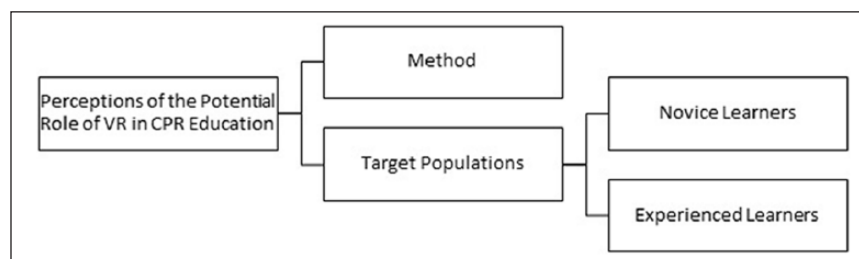 Perceptions of the Potential
Role of VR in CPR Education
Method
Target Populations
Novice Learners
Experienced Learners